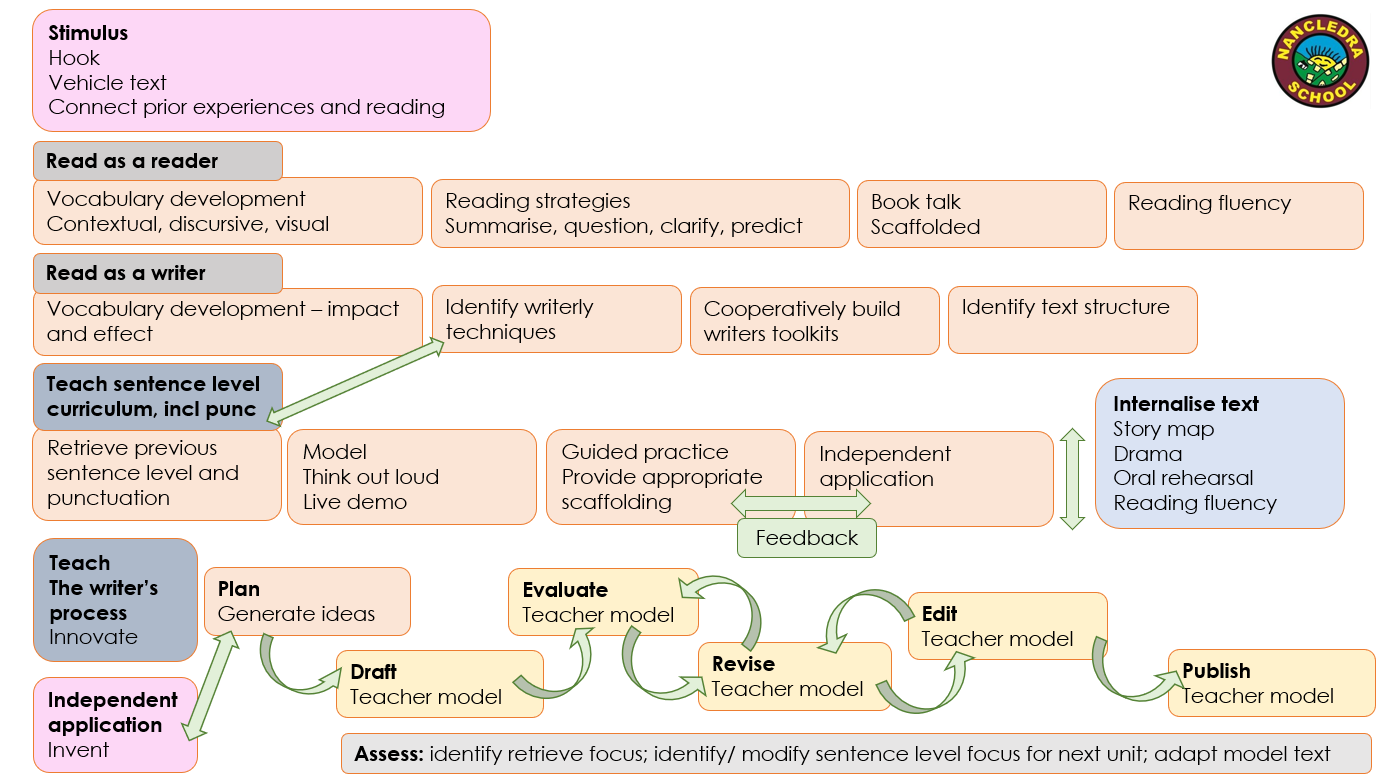 Stimulus
Hook
Vehicle text
Connect prior experiences and reading
NANCLEDRA
SCHOOL
Read as a reader
Vocabulary development
Contextual, discursive, visual
Reading strategies
Summarise, question, clarify, predict
Book talk
Scaffolded
Reading fluency
Read as a writer
Vocabulary development – impact
and effect
Identify writerly
techniques
Cooperatively build
writers toolkits
Identify text structure
Teach sentence level
curriculum, incl punc
Retrieve previous
sentence level and
punctuation
Model
Think out loud
Live demo
Guided practice
Provide appropriate
scaffolding
Independent
application
Feedback
Internalise text
Story map
Drama
Oral rehearsal
Reading fluency
Teach
The writer’s
process
Innovate
Plan
Generate ideas
Draft
Teacher model
Evaluate
Teacher model
Revise
Teacher model
Edit
Teacher model
Publish
Teacher model
Independent
application
Invent
Assess: identify retrieve focus; identify/ modify sentence level focus for next unit; adapt model text